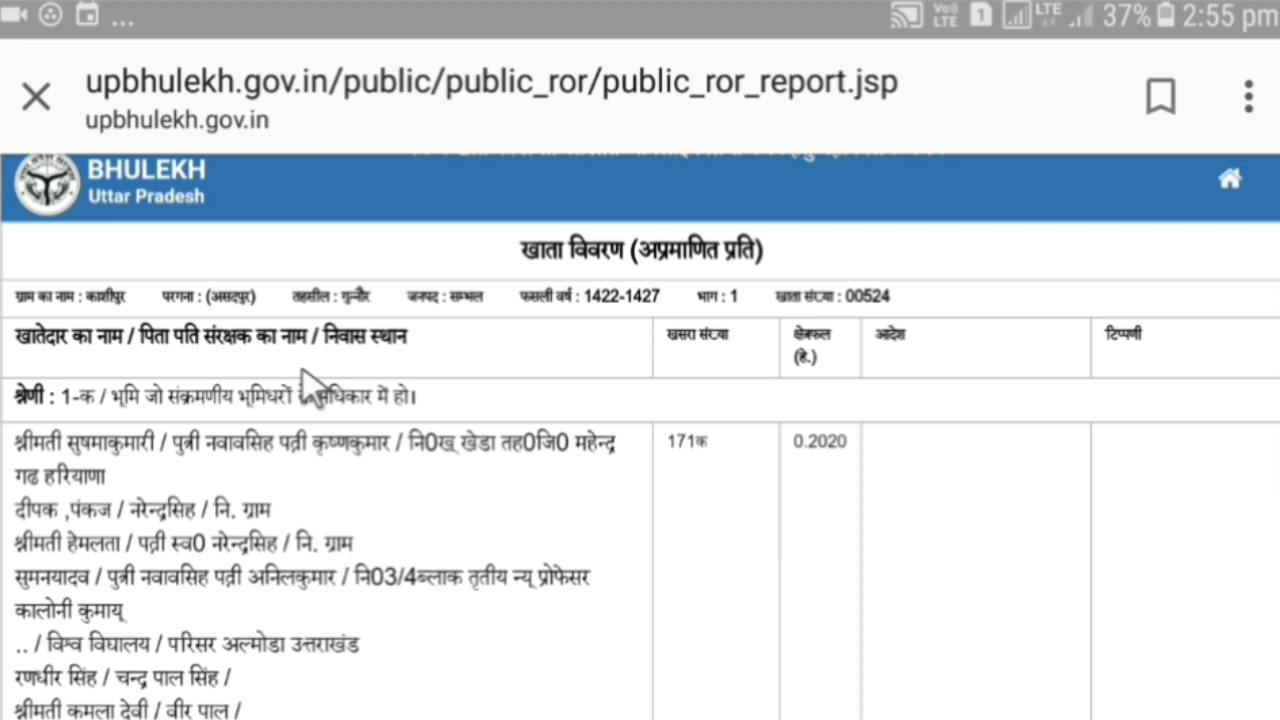 ... VoLTE 1 LTE 37% 2:55 pm
upbhulekh.gov.in/public/public_ror/public_ror_report.jsp
upbhulekh.gov.in
BHULEKH
Uttar Pradesh
खाता विवरण (अप्रमाणित प्रति)
ग्राम का नाम : काशीपुर परगना : (असदपुर) तहसील : गुन्नौर जनपद : सम्भल फसली वर्ष : 1422-1427 भाग : 1 खाता संख्या : 00524
खातेदार का नाम / पिता पति संरक्षक का नाम / निवास स्थान खसरा संख्या क्षेत्रफल (हे.) आदेश टिप्पणी
श्रेणी : 1-क / भूमि जो संक्रमणीय भूमिधरों अधिकार में हो।
श्रीमती सुषमाकुमारी / पुत्री नवावसिह पत्नी कृष्णकुमार / नि0खू खेडा तह0जि0 महेन्द्र 171क 0.2020
गढ हरियाणा
दीपक ,पंकज / नरेन्द्रसिह / नि. ग्राम
श्रीमती हेमलता / पत्नी स्व0 नरेन्द्रसिह / नि. ग्राम
सुमनयादव / पुत्री नवावसिह पत्नी अनिलकुमार / नि03/4ब्लाक तृतीय न्यू प्रोफेसर
कालोनी कुमायू
.. / विश्व विघालय / परिसर अल्मोडा उत्तराखंड
रणधीर सिंह / चन्द्र पाल सिंह /
श्रीमती कमला देवी / वीर पाल /